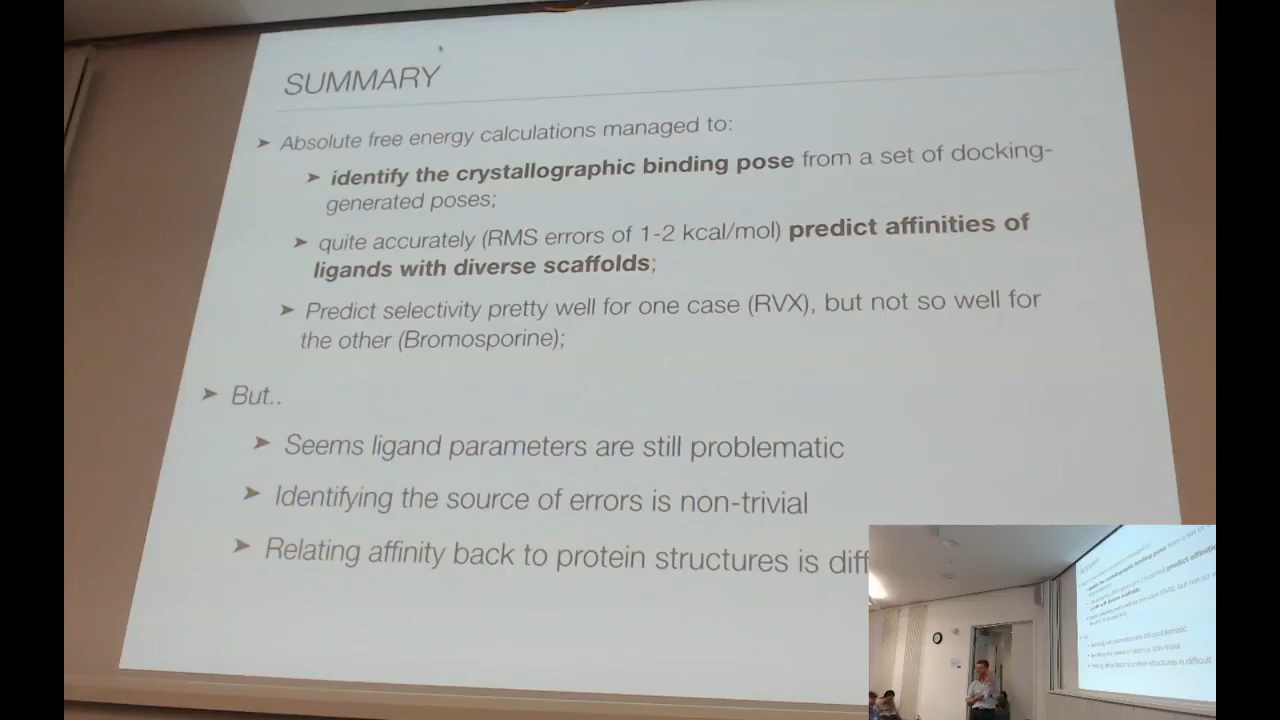 SUMMARY
➤ Absolute free energy calculations managed to:
➤ identify the crystallographic binding pose from a set of docking-
generated poses;
➤ quite accurately (RMS errors of 1-2 kcal/mol) predict affinities of
ligands with diverse scaffolds;
➤ Predict selectivity pretty well for one case (RVX), but not so well for
the other (Bromosporine);
➤ But..
➤ Seems ligand parameters are still problematic
➤ Identifying the source of errors is non-trivial
➤ Relating affinity back to protein structures is diff